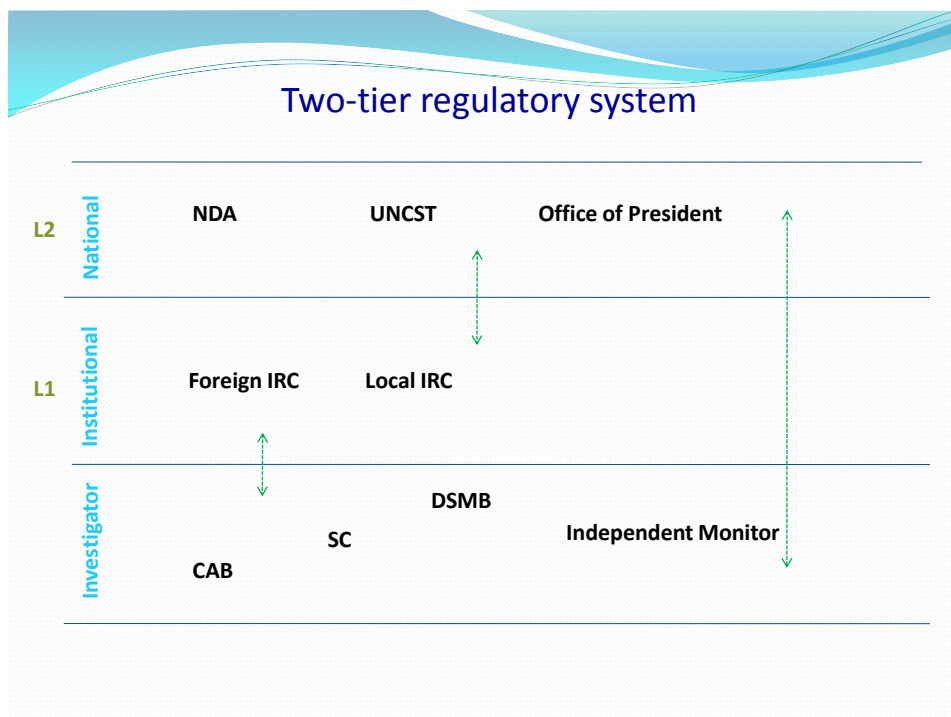 Two-tier regulatory system
L2
National
NDA
UNCST
Office of President
L1
Institutional
Foreign IRC
Local IRC
Investigator
DSMB
Independent Monitor
SC
CAB